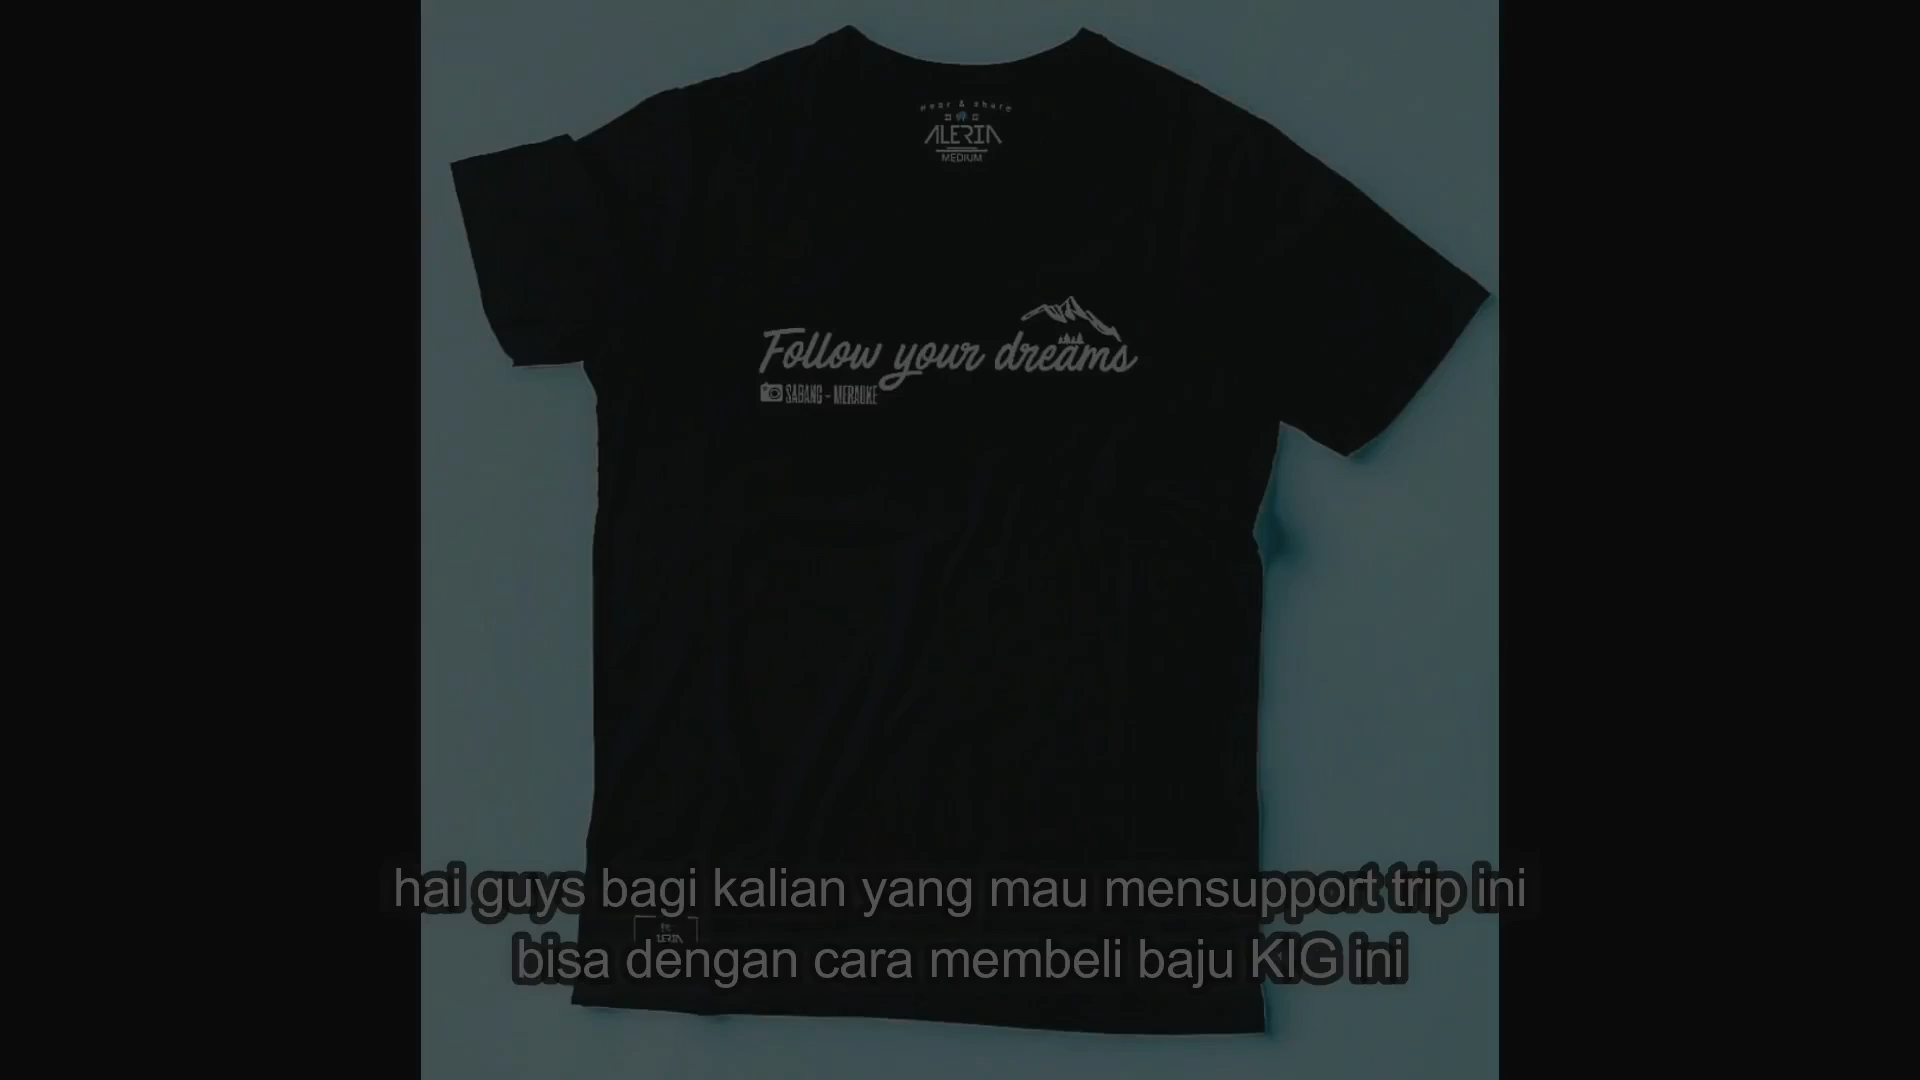 wear & share
ALERIA
MEDIUM
Follow your dreams
SABANG - MERAUKE
hai guys bagi kalian yang mau mensupport trip ini
bisa dengan cara membeli baju KIG ini